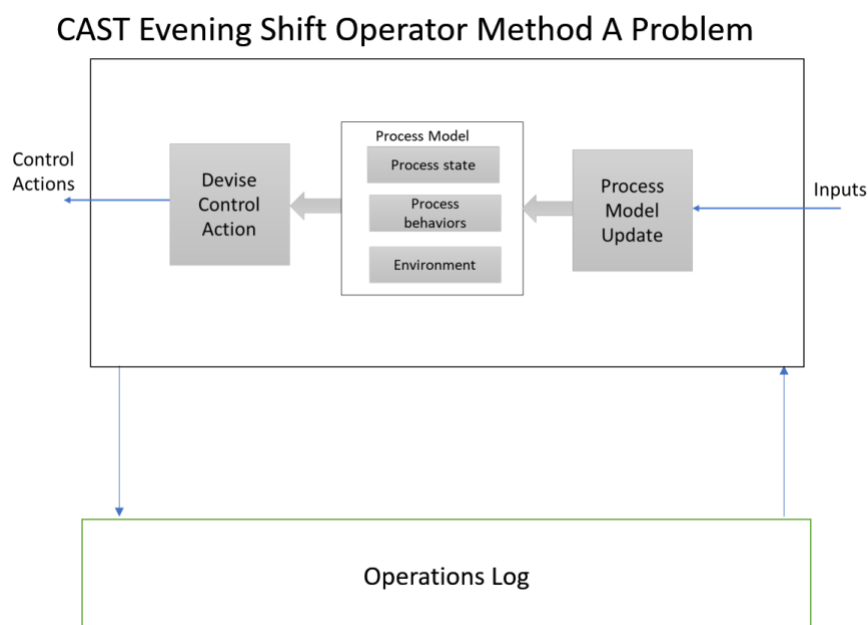 CAST Evening Shift Operator Method A Problem
Control
Actions
Devise
Control
Action
Process Model
Process state
Process
behaviors
Environment
Process
Model
Update
Inputs
Operations Log